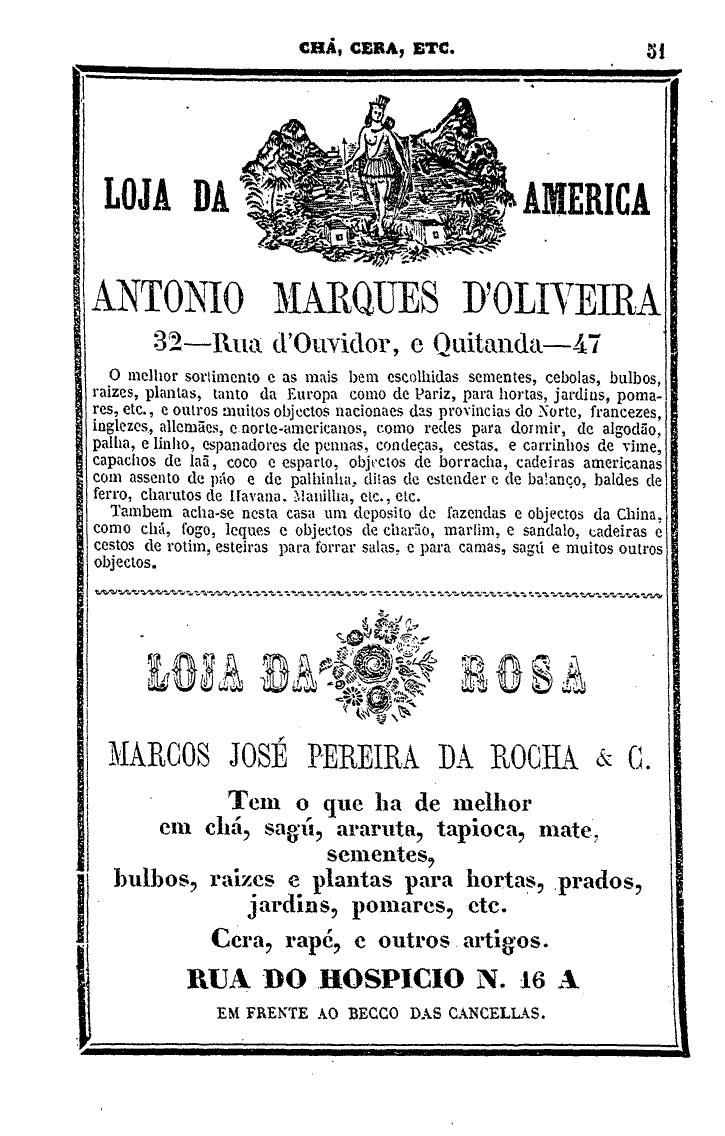 CHÁ, CERA, ETC. 51
LOJA DA AMERICA
ANTONIO MARQUES D'OLIVEIRA
32—Rua d'Ouvidor, e Quitanda—47
O melhor sortimento e as mais bem escolhidas sementes, cebolas, bulbos,
raizes, plantas, tanto da Europa como de Pariz, para hortas, jardins, poma-
res, etc., e outros muitos objectos nacionaes das provincias do Norte, francezes,
inglezes, allemães, e norte-americanos, como redes para dormir, de algodão,
palha, e linho, espanadores de pennas, condeças, cestas, e carrinhos de vime,
capachos de laã, coco e esparto, objectos de borracha, cadeiras americanas
com assento de páo e de palhinha, ditas de estender e de balanço, baldes de
ferro, charutos de Havana, Manilha, etc., etc.
Tambem acha-se nesta casa um deposito de fazendas e objectos da China,
como chá, fogo, leques e objectos de charão, marfim, e sandalo, cadeiras e
cestos de rotim, esteiras para forrar salas, e para camas, sagú e muitos outros
objectos.
LOJA DA ROSA
MARCOS JOSÉ PEREIRA DA ROCHA & C.
Tem o que ha de melhor
em chá, sagú, araruta, tapioca, mate,
sementes,
bulbos, raizes e plantas para hortas, prados,
jardins, pomares, etc.
Cera, rapé, e outros artigos.
RUA DO HOSPICIO N. 16 A
EM FRENTE AO BECCO DAS CANCELLAS.